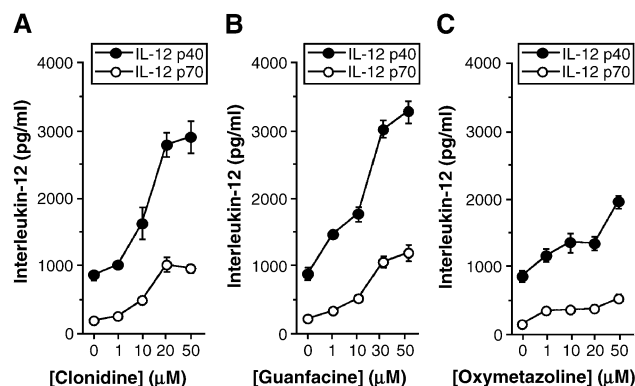 A
IL-12 p40
IL-12 p70
Interleukin-12 (pg/ml)
4000
3000
2000
1000
0
0 1 10 20 50
[Clonidine] (μM)
B
IL-12 p40
IL-12 p70
Interleukin-12 (pg/ml)
4000
3000
2000
1000
0
0 1 10 30 50
[Guanfacine] (μM)
C
IL-12 p40
IL-12 p70
Interleukin-12 (pg/ml)
4000
3000
2000
1000
0
0 1 10 20 50
[Oxymetazoline] (μM)